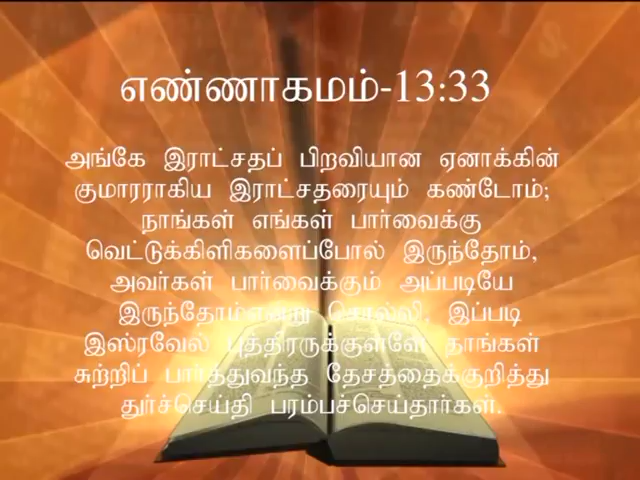 எண்ணாகமம்-13:33
அங்கே இராட்சதப் பிறவியான ஏனாக்கின்
குமாரராகிய இராட்சதரையும் கண்டோம்;
நாங்கள் எங்கள் பார்வைக்கு
வெட்டுக்கிளிகளைப்போல் இருந்தோம்,
அவர்கள் பார்வைக்கும் அப்படியே
இருந்தோம்என்று சொல்லி, இப்படி
இஸ்ரவேல் புத்திரருக்குள்ளே தாங்கள்
சுற்றிப் பார்த்துவந்த தேசத்தைக்குறித்து
துர்ச்செய்தி பரம்பச்செய்தார்கள்.